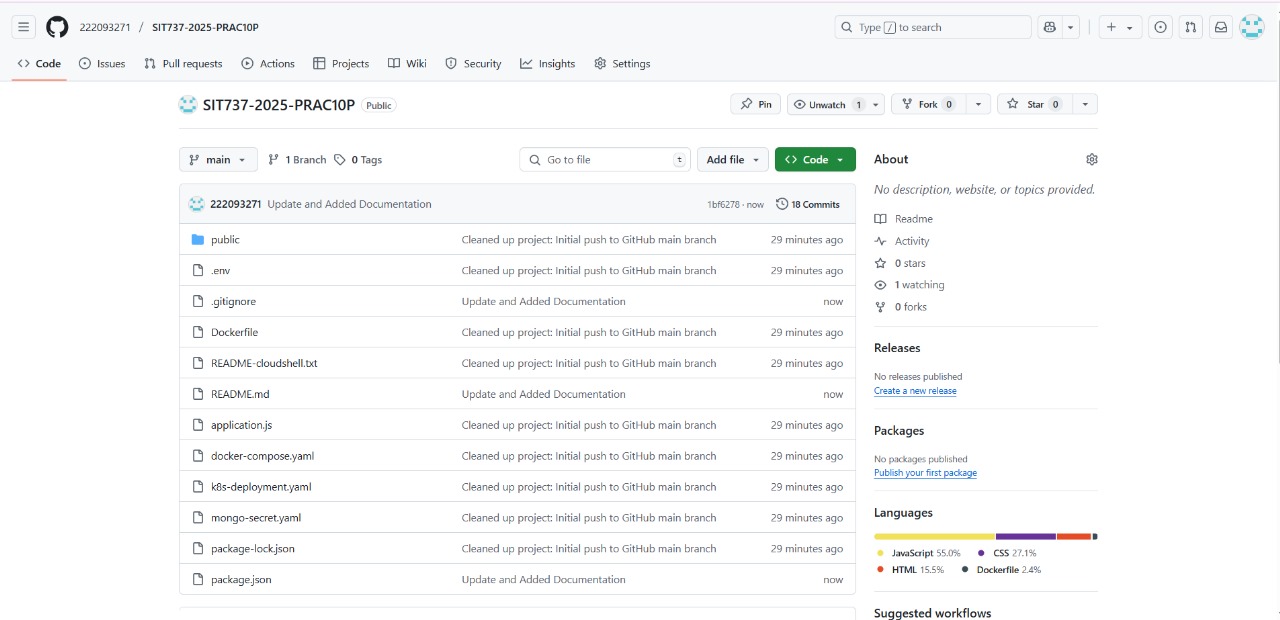 222093271 / SIT737-2025-PRAC10P
Type / to search
Code Issues Pull requests Actions Projects Wiki Security Insights Settings
SIT737-2025-PRAC10P Public
Pin Unwatch 1 Fork 0 Star 0
main 1 Branch 0 Tags Go to file t Add file Code
222093271 Update and Added Documentation 1bf6278 · now 18 Commits
public Cleaned up project: Initial push to GitHub main branch 29 minutes ago
.env Cleaned up project: Initial push to GitHub main branch 29 minutes ago
.gitignore Update and Added Documentation now
Dockerfile Cleaned up project: Initial push to GitHub main branch 29 minutes ago
README-cloudshell.txt Cleaned up project: Initial push to GitHub main branch 29 minutes ago
README.md Update and Added Documentation now
application.js Cleaned up project: Initial push to GitHub main branch 29 minutes ago
docker-compose.yaml Cleaned up project: Initial push to GitHub main branch 29 minutes ago
k8s-deployment.yaml Cleaned up project: Initial push to GitHub main branch 29 minutes ago
mongo-secret.yaml Cleaned up project: Initial push to GitHub main branch 29 minutes ago
package-lock.json Cleaned up project: Initial push to GitHub main branch 29 minutes ago
package.json Update and Added Documentation now
About
No description, website, or topics provided.
Readme
Activity
0 stars
1 watching
0 forks
Releases
No releases published
Create a new release
Packages
No packages published
Publish your first package
Languages
JavaScript 55.0% CSS 27.1%
HTML 15.5% Dockerfile 2.4%
Suggested workflows